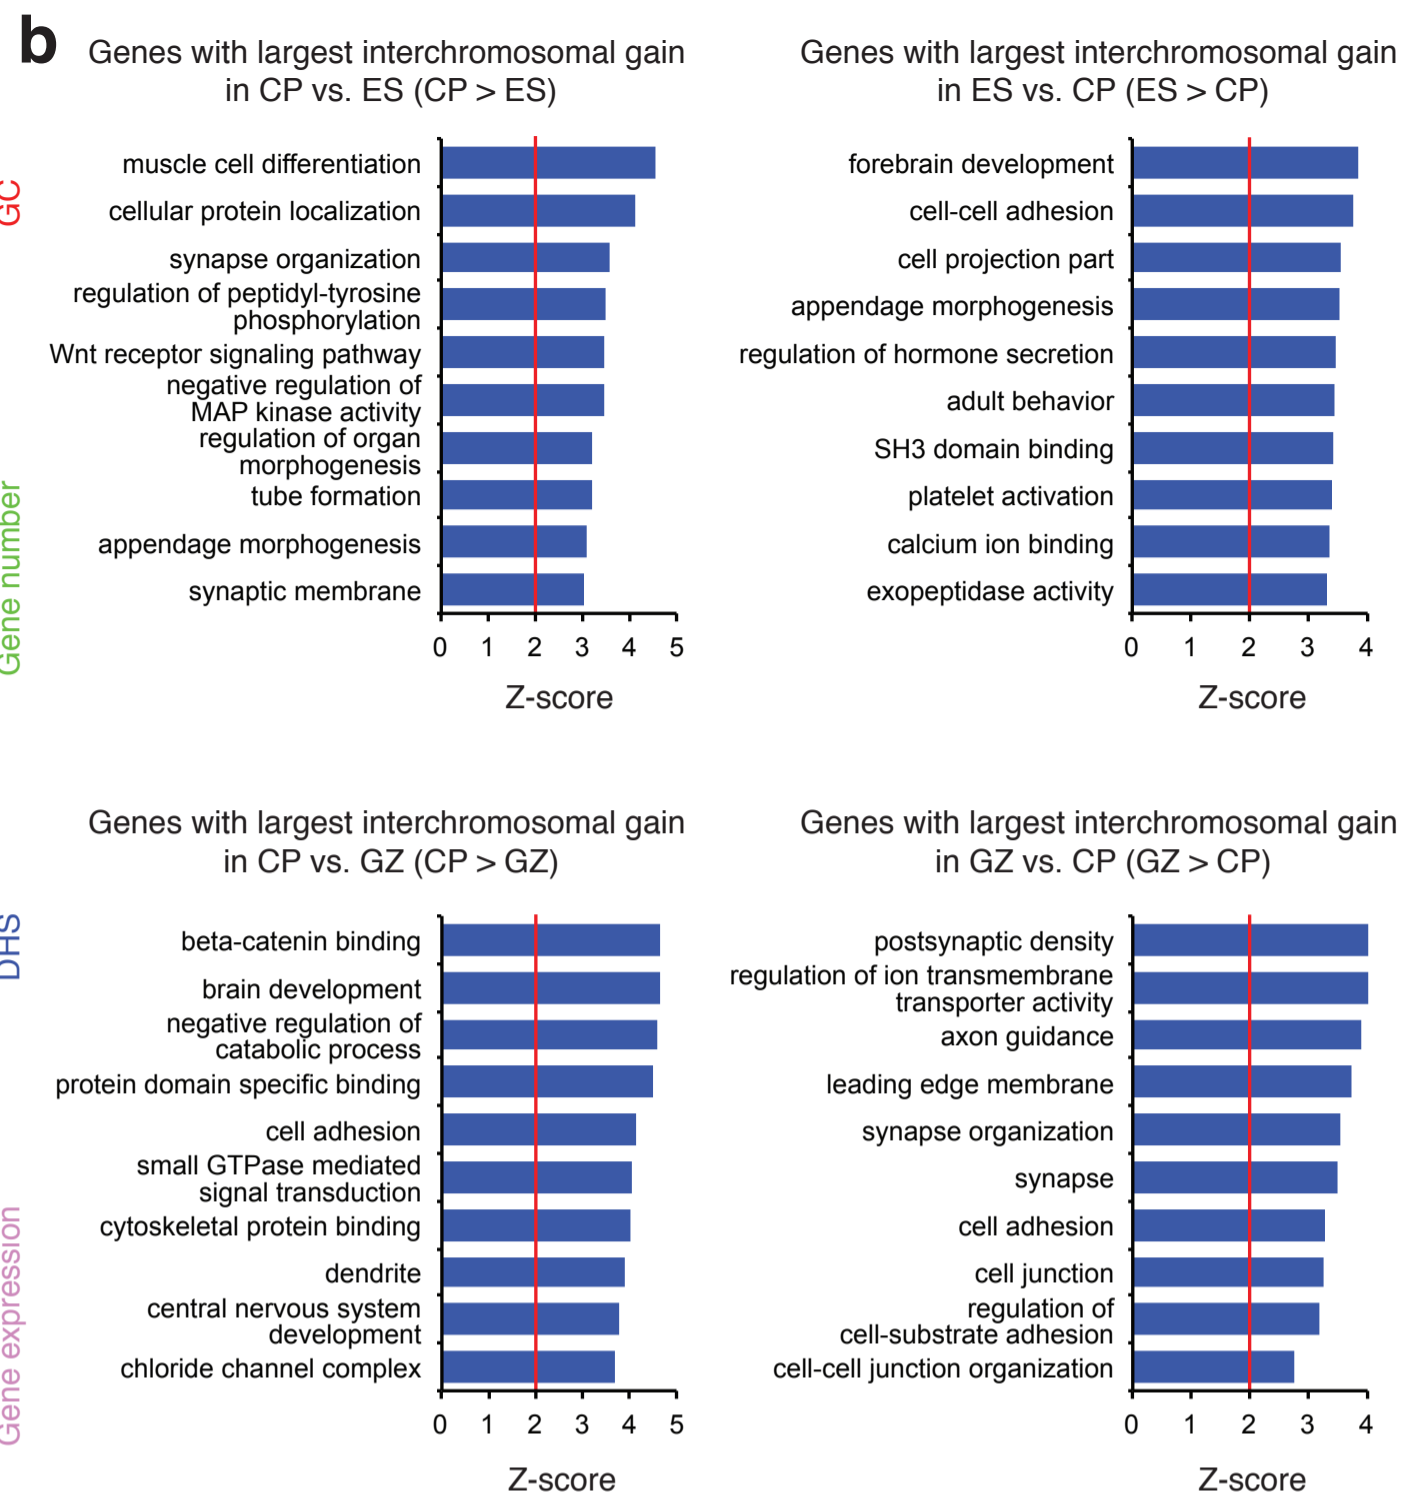 b
Genes with largest interchromosomal gain
in CP vs. ES (CP > ES)
muscle cell differentiation
cellular protein localization
synapse organization
regulation of peptidyl-tyrosine
phosphorylation
Wnt receptor signaling pathway
negative regulation of
MAP kinase activity
regulation of organ
morphogenesis
tube formation
appendage morphogenesis
synaptic membrane
0 1 2 3 4 5
Z-score
Genes with largest interchromosomal gain
in ES vs. CP (ES > CP)
forebrain development
cell-cell adhesion
cell projection part
appendage morphogenesis
regulation of hormone secretion
adult behavior
SH3 domain binding
platelet activation
calcium ion binding
exopeptidase activity
0 1 2 3 4
Z-score
Genes with largest interchromosomal gain
in CP vs. GZ (CP > GZ)
beta-catenin binding
brain development
negative regulation of
catabolic process
protein domain specific binding
cell adhesion
small GTPase mediated
signal transduction
cytoskeletal protein binding
dendrite
central nervous system
development
chloride channel complex
0 1 2 3 4 5
Z-score
Genes with largest interchromosomal gain
in GZ vs. CP (GZ > CP)
postsynaptic density
regulation of ion transmembrane
transporter activity
axon guidance
leading edge membrane
synapse organization
synapse
cell adhesion
cell junction
regulation of
cell-substrate adhesion
cell-cell junction organization
0 1 2 3 4
Z-score
GC
Gene number
DHS
Gene expression